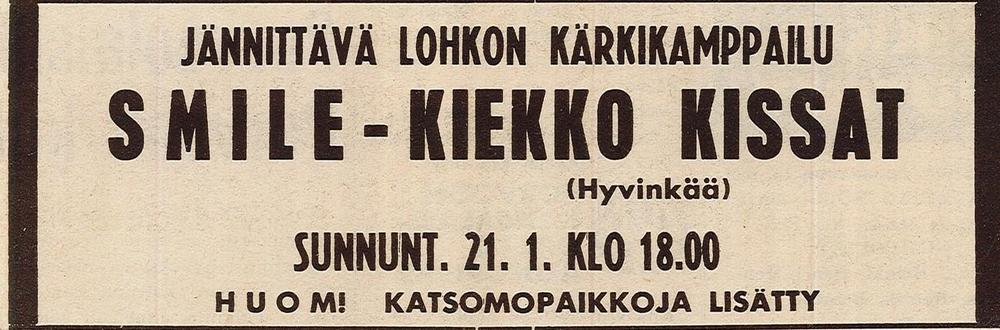 JÄNNITTÄVÄ LOHKON KÄRKIKAMPPAILU
SMILE - KIEKKO KISSAT
(Hyvinkää)
SUNNUNT. 21. 1. KLO 18.00
HUOM! KATSOMOPAIKKOJA LISÄTTY